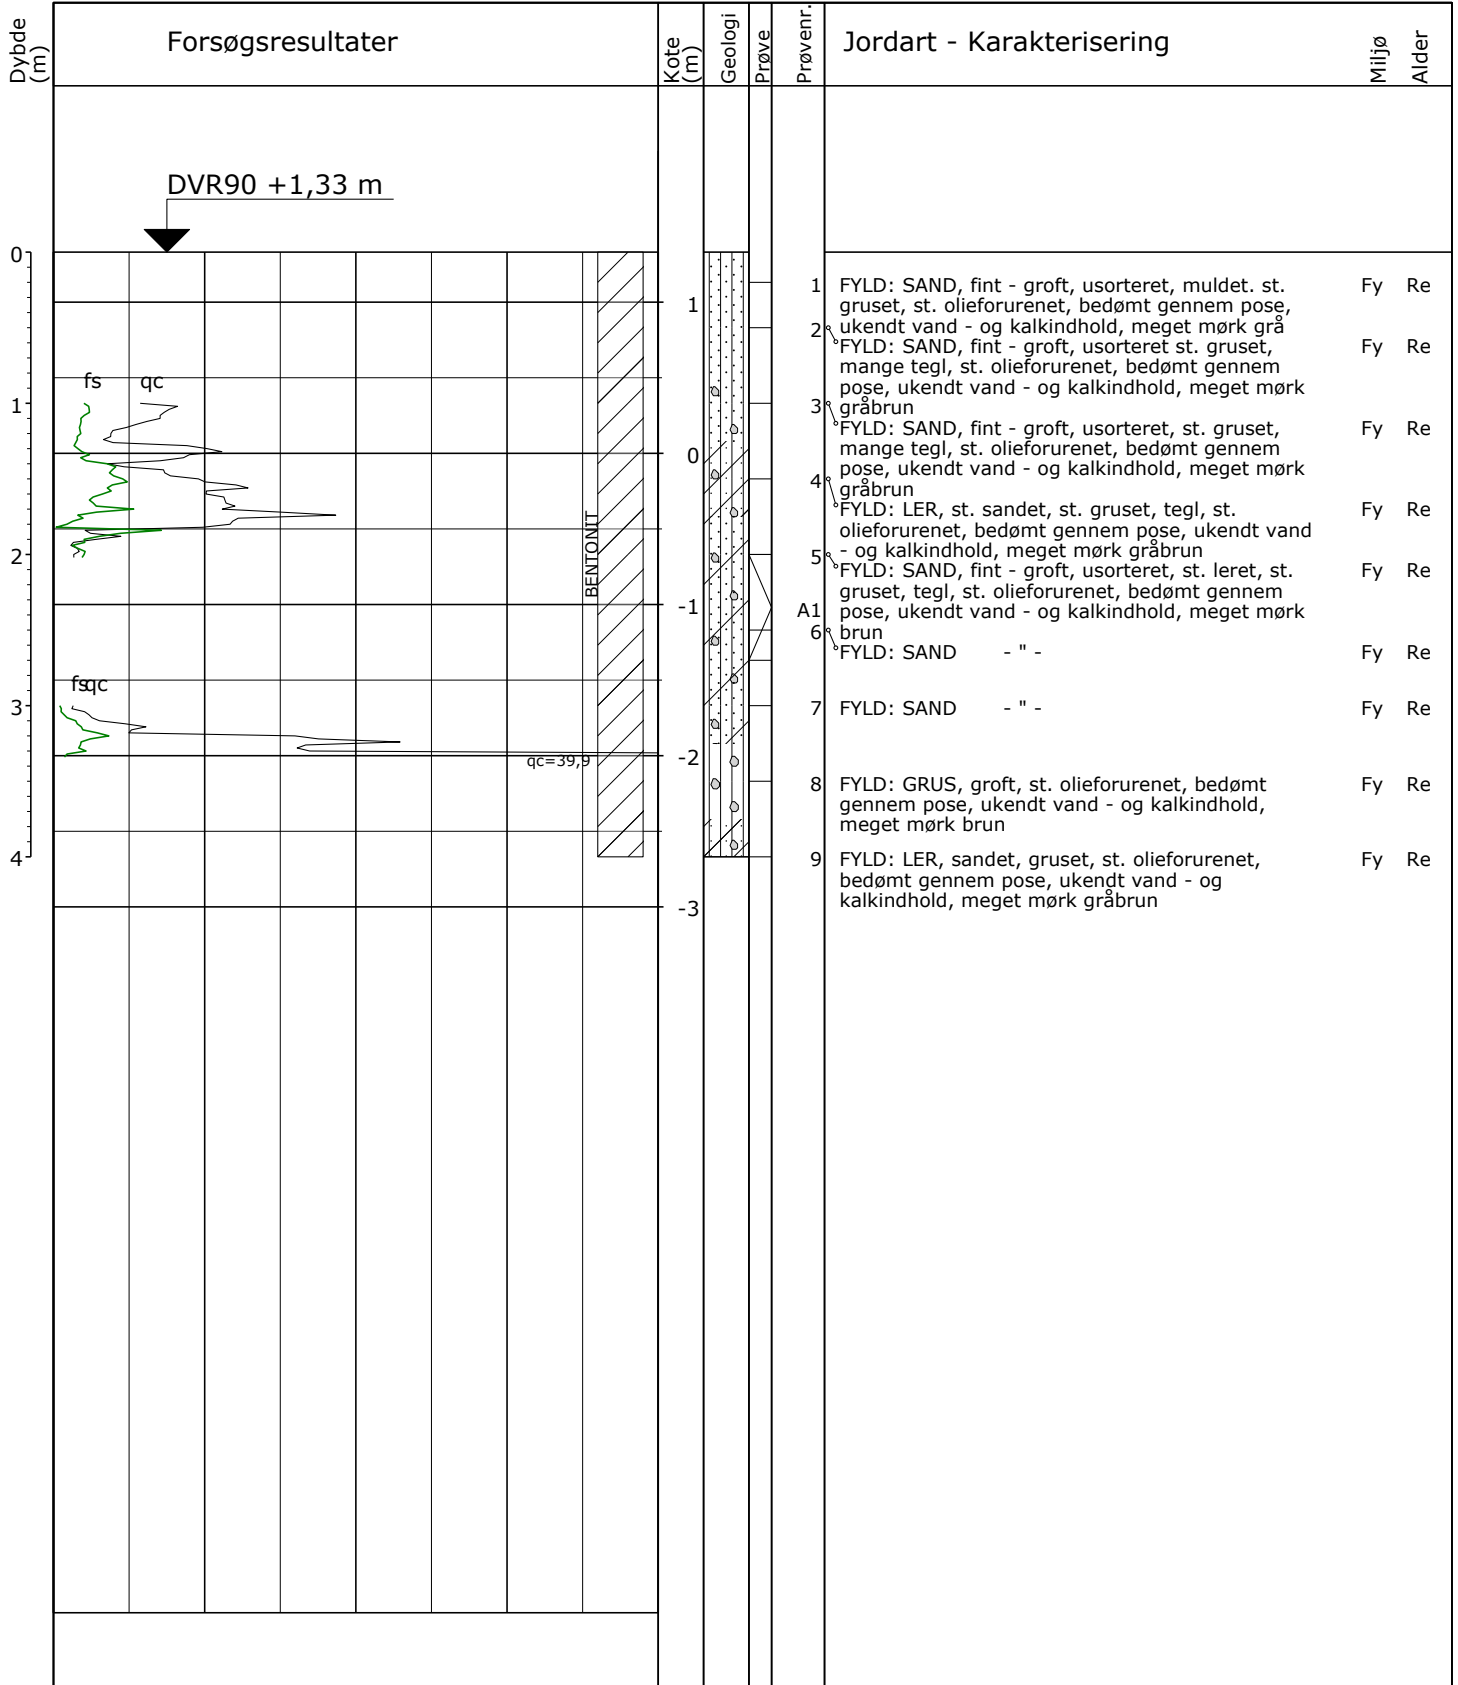 Dybde
(m)
Forsøgsresultater
Kote
(m)
Geologi
Prøve
Prøvenr.
Jordart - Karakterisering
Miljø
Alder
DVR90 +1,33 m
0
1
2
3
4
1
0
-1
-2
-3
fs qc
fs qc
qc=39,9
BENTONIT
1 FYLD: SAND, fint - groft, usorteret, muldet. st. Fy Re
gruset, st. olieforurenet, bedømt gennem pose,
ukendt vand - og kalkindhold, meget mørk grå
2 FYLD: SAND, fint - groft, usorteret st. gruset, Fy Re
mange tegl, st. olieforurenet, bedømt gennem
pose, ukendt vand - og kalkindhold, meget mørk
gråbrun
3 FYLD: SAND, fint - groft, usorteret, st. gruset, Fy Re
mange tegl, st. olieforurenet, bedømt gennem
pose, ukendt vand - og kalkindhold, meget mørk
gråbrun
4 FYLD: LER, st. sandet, st. gruset, tegl, st. Fy Re
olieforurenet, bedømt gennem pose, ukendt vand
- og kalkindhold, meget mørk gråbrun
5 FYLD: SAND, fint - groft, usorteret, st. leret, st. Fy Re
gruset, tegl, st. olieforurenet, bedømt gennem
A1 pose, ukendt vand - og kalkindhold, meget mørk
brun
6 FYLD: SAND - " - Fy Re
7 FYLD: SAND - " - Fy Re
8 FYLD: GRUS, groft, st. olieforurenet, bedømt Fy Re
gennem pose, ukendt vand - og kalkindhold,
meget mørk brun
9 FYLD: LER, sandet, gruset, st. olieforurenet, Fy Re
bedømt gennem pose, ukendt vand - og
kalkindhold, meget mørk gråbrun